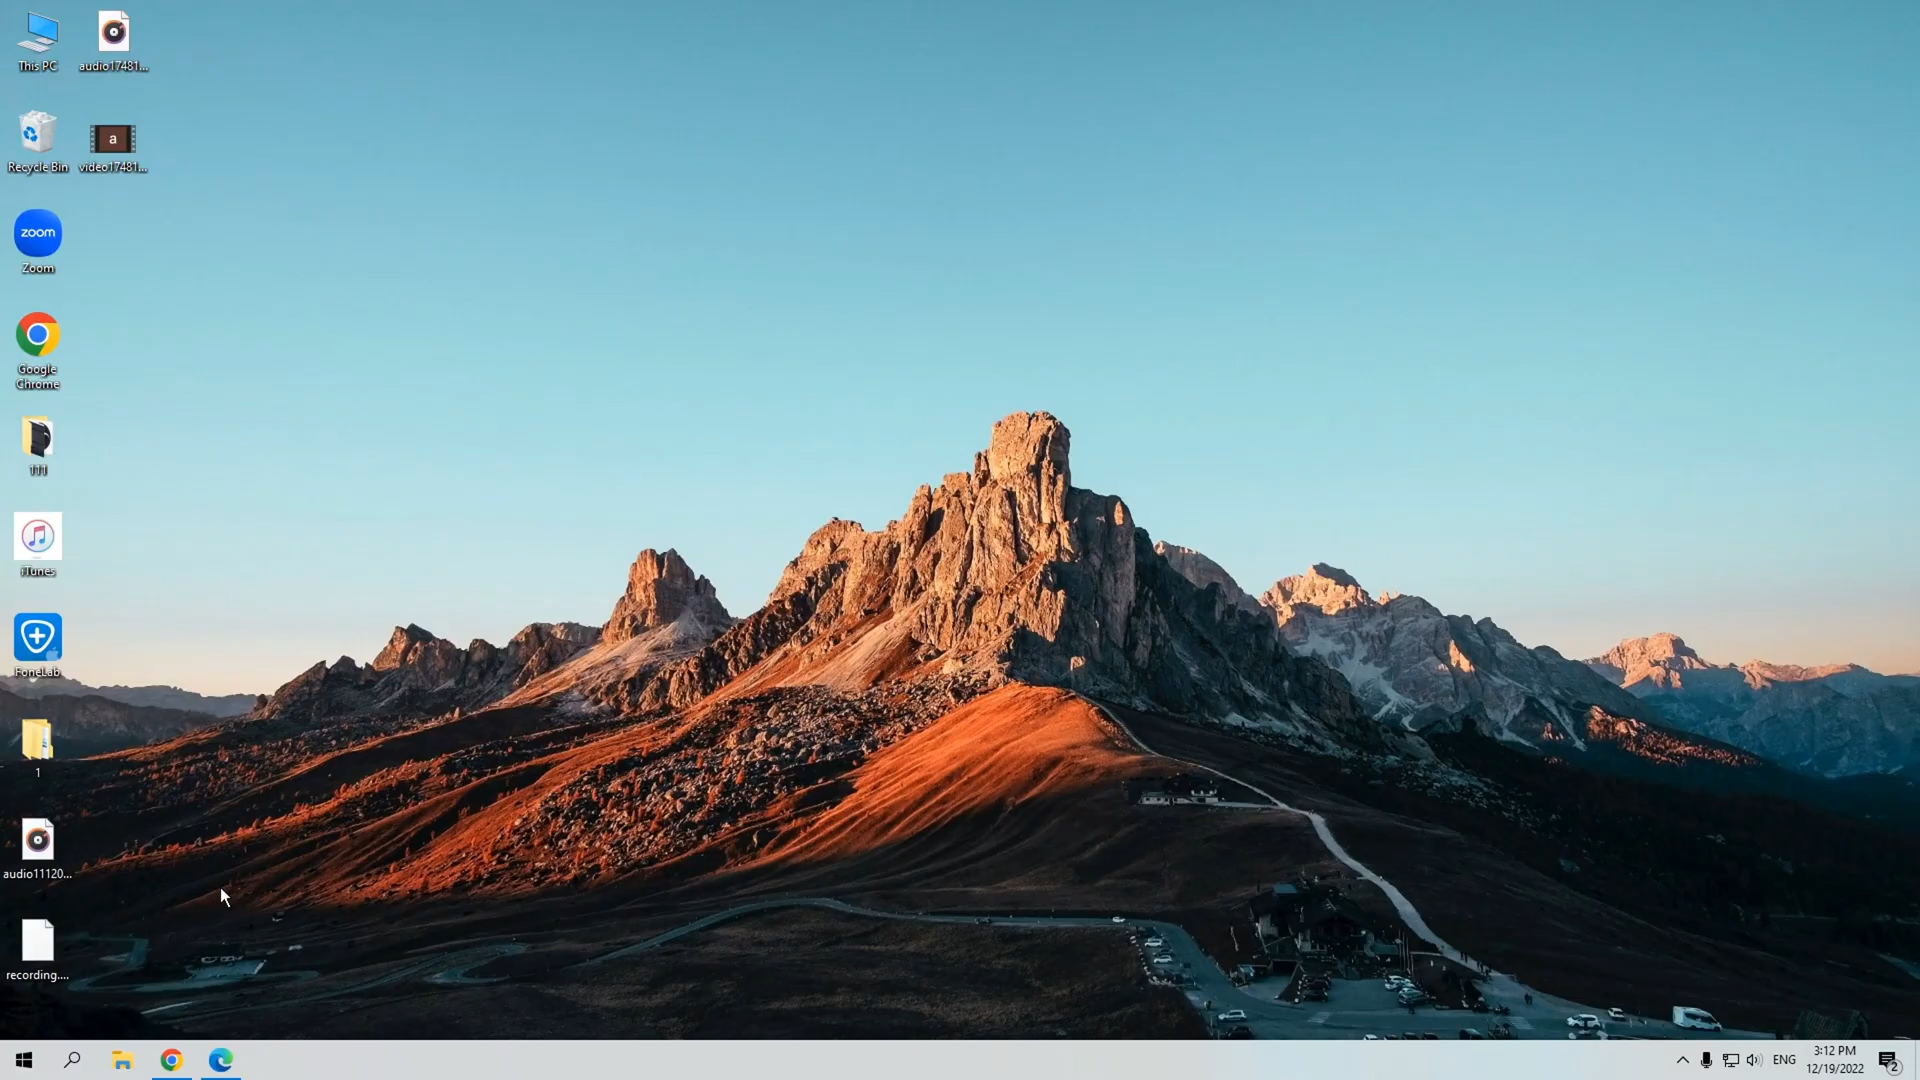 This PC
audio17481...
Recycle Bin
a
video17481...
zoom
Zoom
Google
Chrome
111
iTunes
FoneLab
1
audio11120...
recording....
ENG
3:12 PM
12/19/2022
2